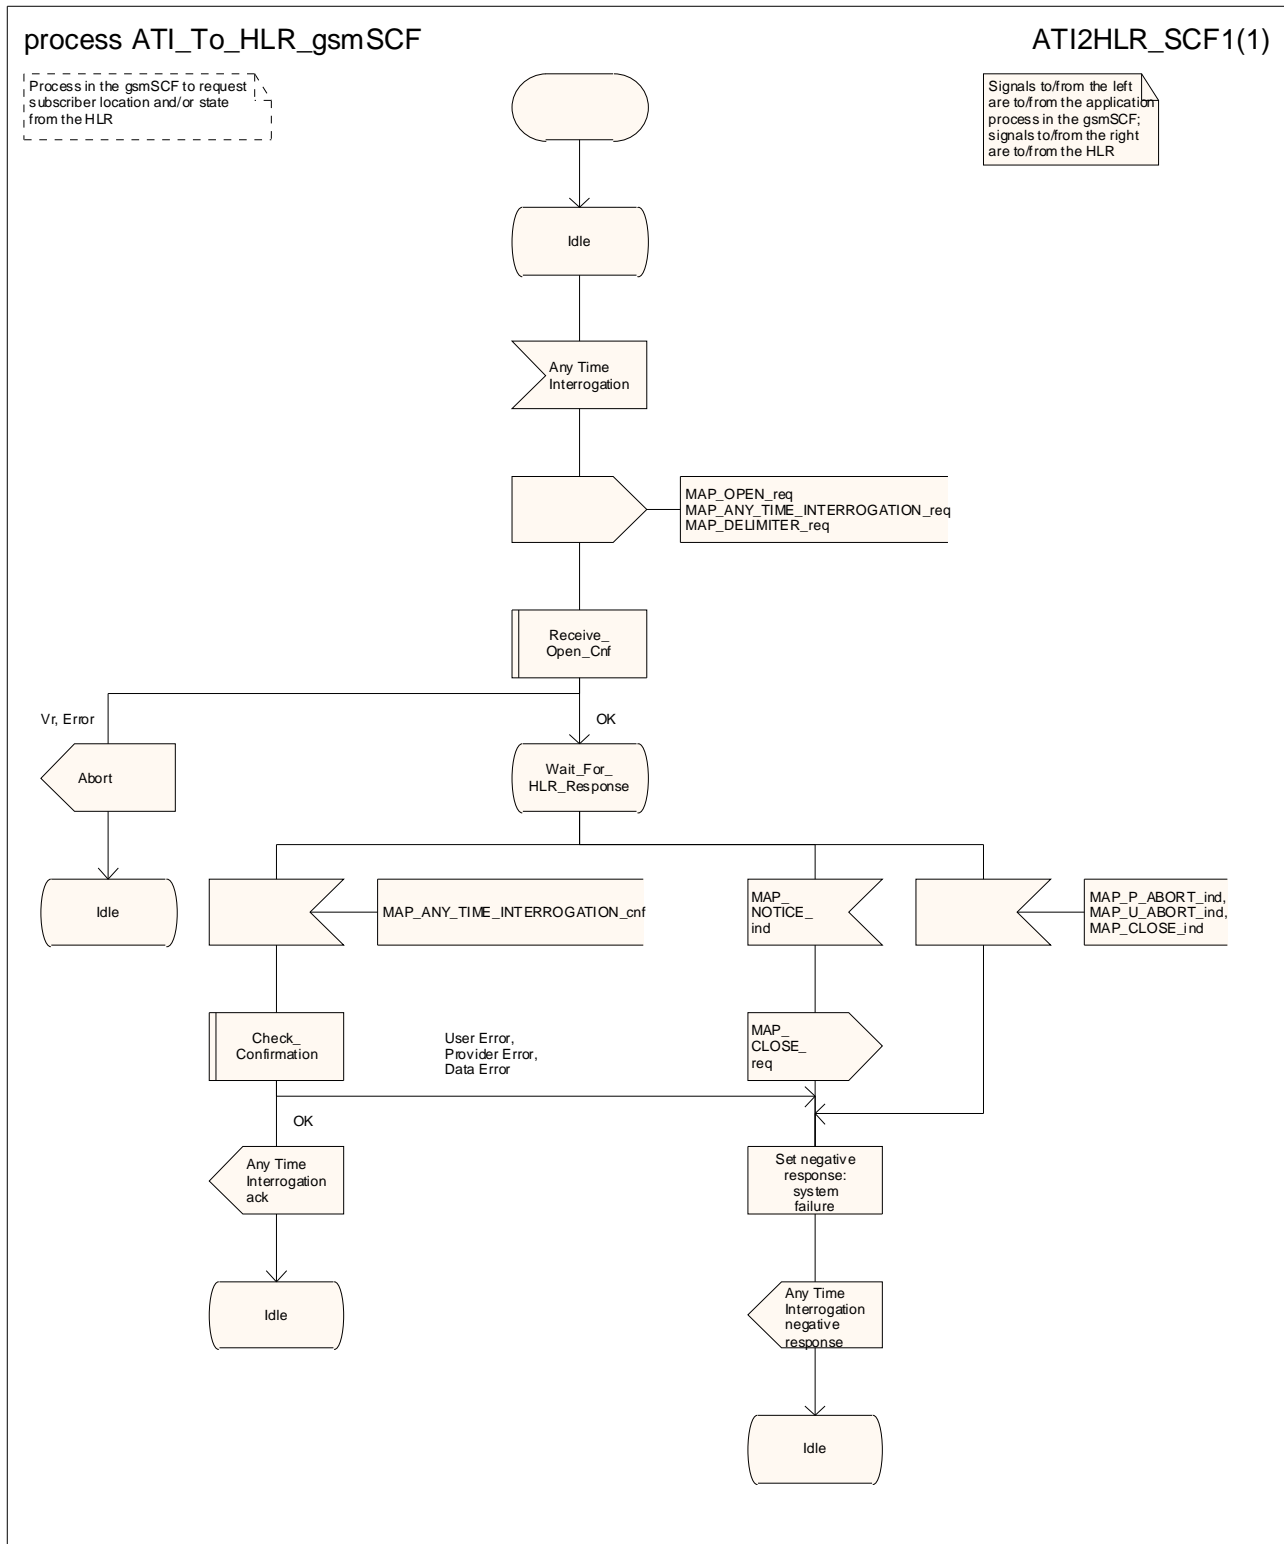 process ATI_To_HLR_gsmSCF
ATI2HLR_SCF1(1)
Process in the gsmSCF to request
subscriber location and/or state
from the HLR
Signals to/from the left
are to/from the application
process in the gsmSCF;
signals to/from the right
are to/from the HLR
Idle
Any Time
Interrogation
MAP_OPEN_req
MAP_ANY_TIME_INTERROGATION_req
MAP_DELIMITER_req
Receive_
Open_Cnf
Vr, Error
OK
Abort
Wait_For_
HLR_Response
Idle
MAP_ANY_TIME_INTERROGATION_cnf
MAP_
NOTICE_
ind
MAP_P_ABORT_ind,
MAP_U_ABORT_ind,
MAP_CLOSE_ind
Check_
Confirmation
User Error,
Provider Error,
Data Error
MAP_
CLOSE_
req
OK
Any Time
Interrogation
ack
Set negative
response:
system
failure
Idle
Any Time
Interrogation
negative
response
Idle